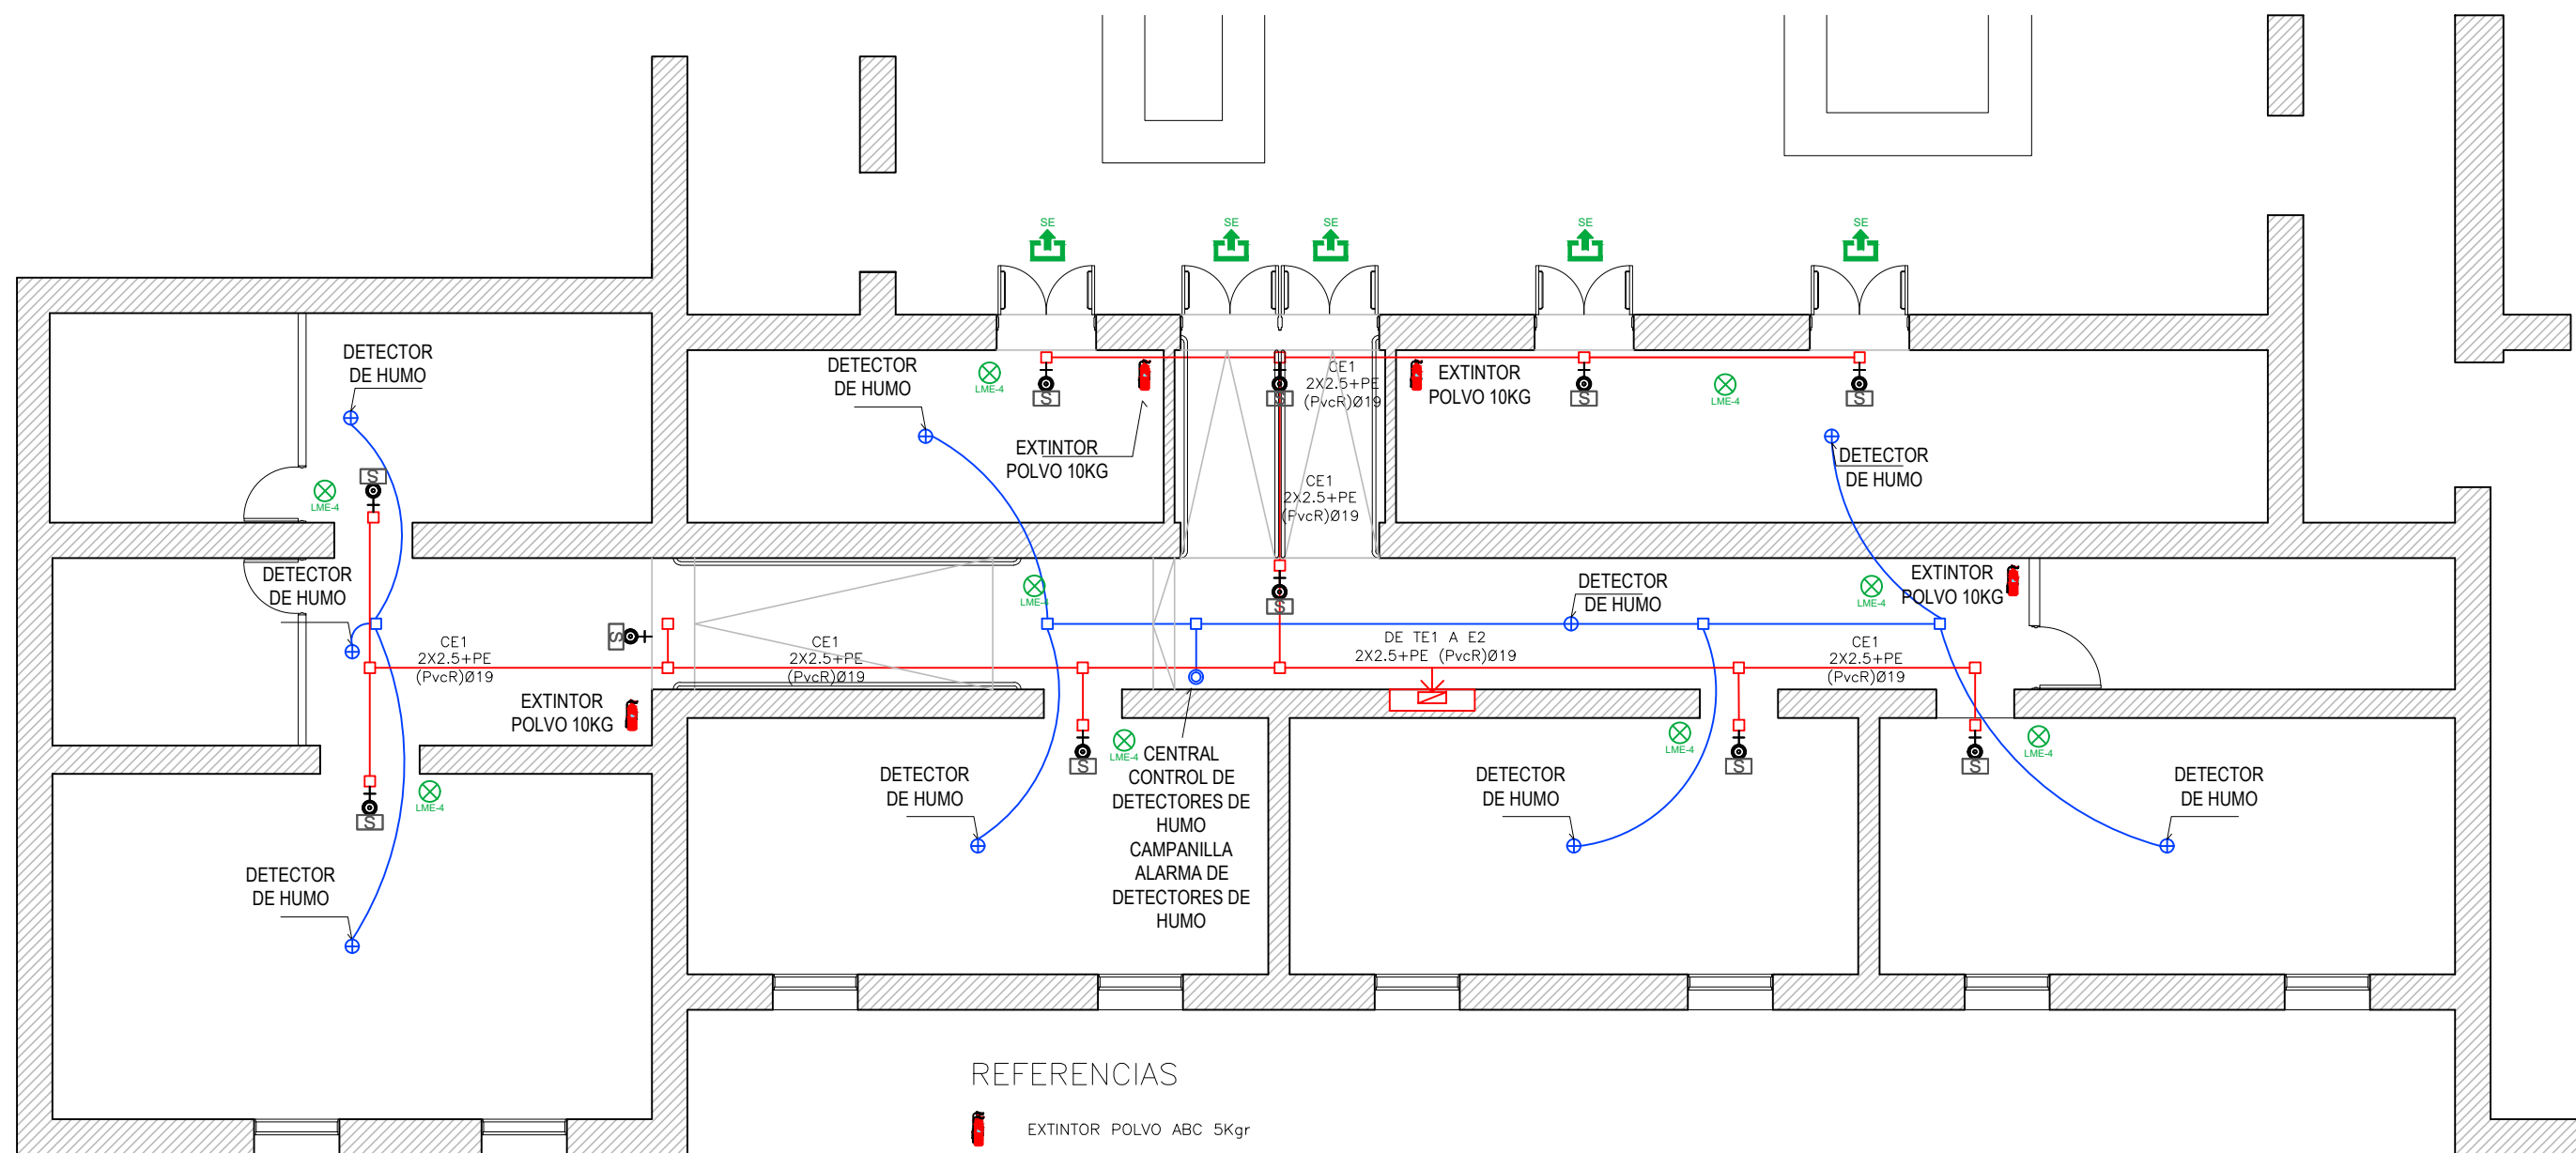 SE
SE
SE
SE
SE
DETECTOR
DE HUMO
DETECTOR
DE HUMO
LME-4
S
S
CE1
2X2.5+PE
(PvcR)Ø19
S
EXTINTOR
POLVO 10KG
S
LME-4
S
EXTINTOR
POLVO 10KG
DETECTOR
DE HUMO
S
LME-4
CE1
2X2.5+PE
(PvcR)Ø19
DETECTOR
DE HUMO
LME-4
S
EXTINTOR
POLVO 10KG
LME-4
DETECTOR
DE HUMO
LME-4
S
S
CE1
2X2.5+PE
(PvcR)Ø19
CE1
2X2.5+PE
(PvcR)Ø19
DE TE1 A E2
2X2.5+PE (PvcR)Ø19
CE1
2X2.5+PE
(PvcR)Ø19
EXTINTOR
POLVO 10KG
LME-4
S
LME-4
S
LME-4
S
LME-4
S
CENTRAL
CONTROL DE
DETECTORES DE
HUMO
CAMPANILLA
ALARMA DE
DETECTORES DE
HUMO
DETECTOR
DE HUMO
DETECTOR
DE HUMO
DETECTOR
DE HUMO
DETECTOR
DE HUMO
REFERENCIAS
EXTINTOR POLVO ABC 5Kgr